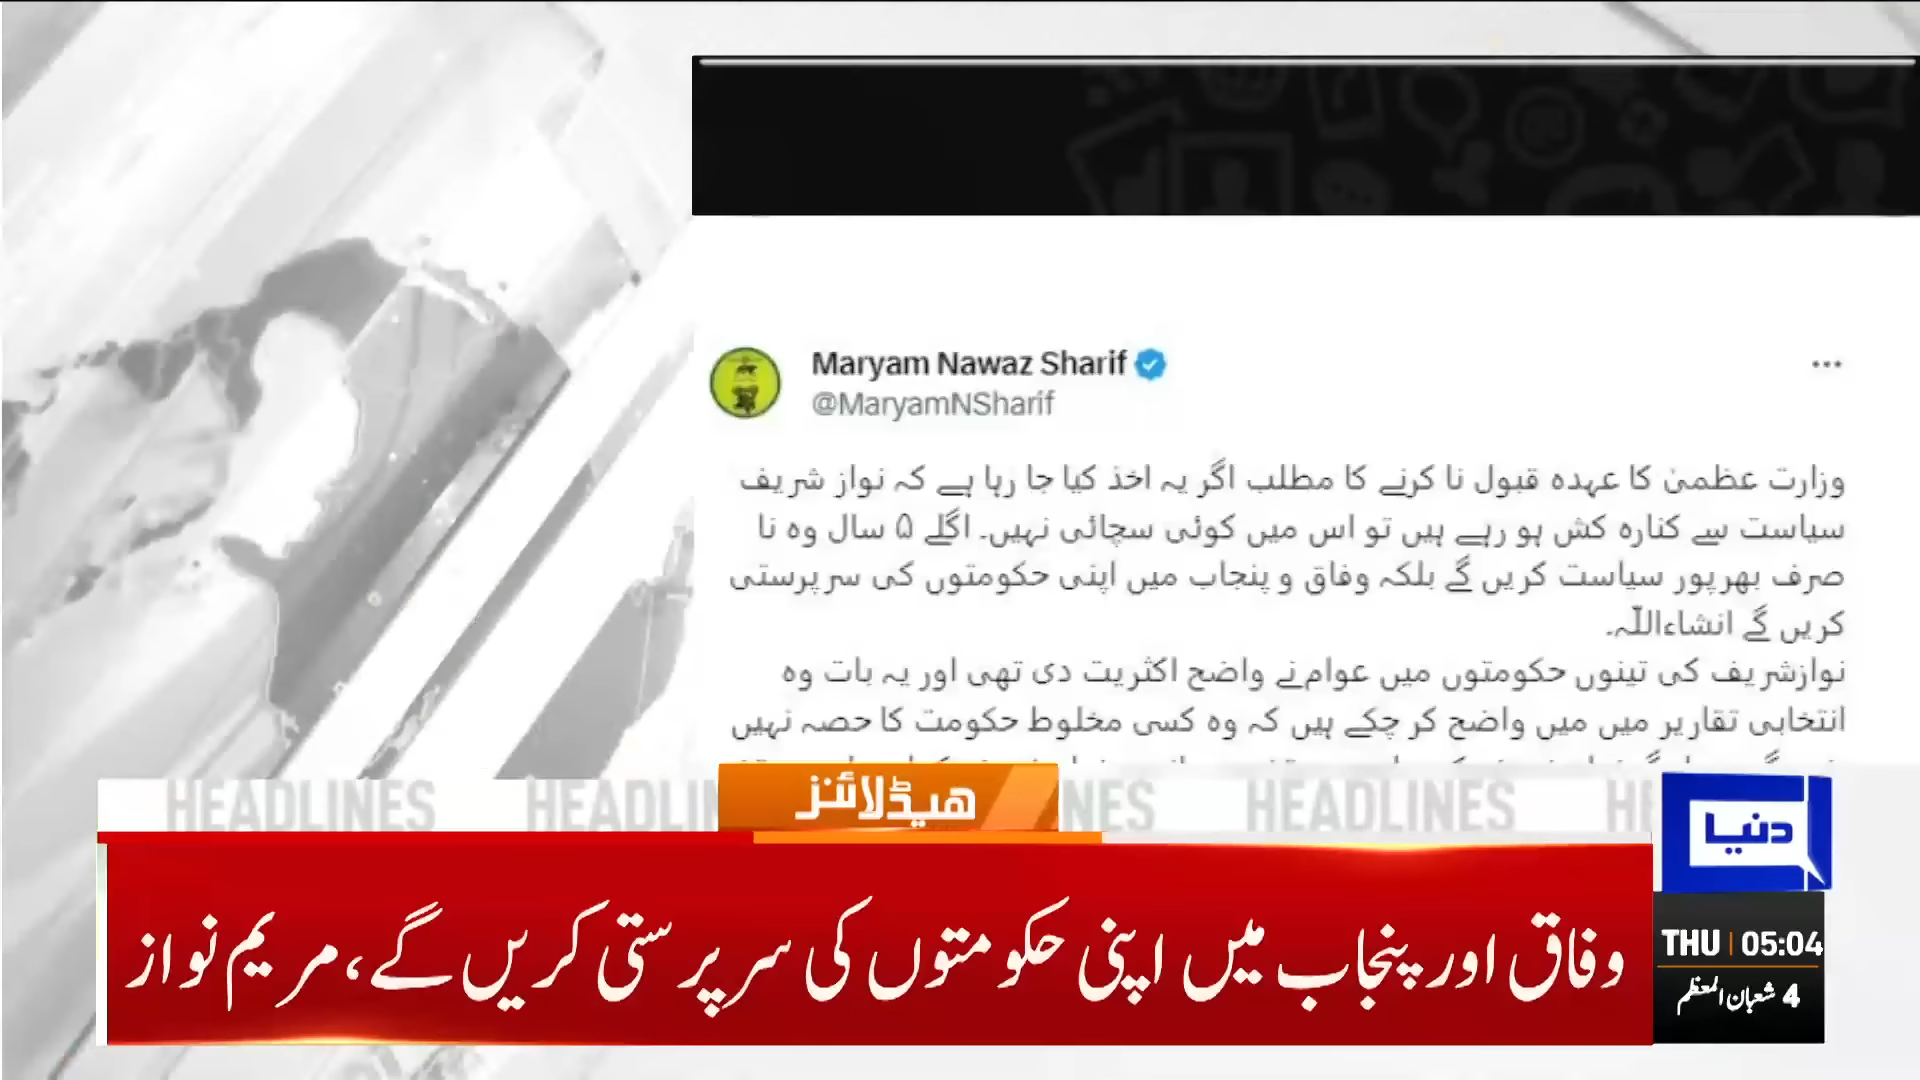 Maryam Nawaz Sharif
@MaryamNSharif
وزارت عظمیٰ کا عہدہ قبول نا کرنے کا مطلب اگر یہ اخذ کیا جا رہا ہے کہ نواز شریف
سیاست سے کنارہ کش ہو رہے ہیں تو اس میں کوئی سچائی نہیں۔ اگلے ۵ سال وہ نا
صرف بھرپور سیاست کریں گے بلکہ وفاق و پنجاب میں اپنی حکومتوں کی سرپرستی
کریں گے انشاءاللّہ۔
نوازشریف کی تینوں حکومتوں میں عوام نے واضح اکثریت دی تھی اور یہ بات وہ
انتخابی تقاریر میں میں واضح کر چکے ہیں کہ وہ کسی مخلوط حکومت کا حصہ نہیں
HEADLINES HEADLINES HEADLINES
ھیڈلائنز
دنیا
وفاق اور پنجاب میں اپنی حکومتوں کی سرپرستی کریں گے، مریم نواز
THU 05:04
4 شعبان المعظم